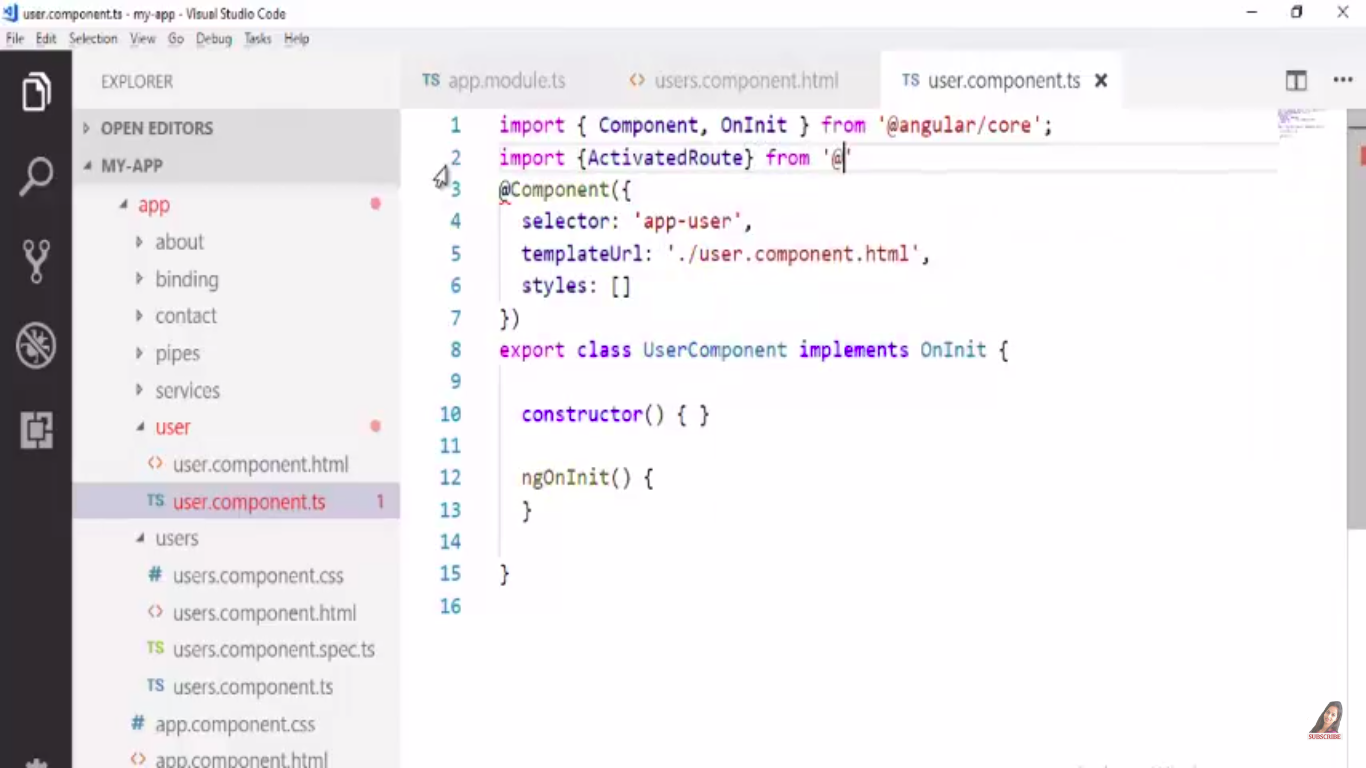 user.component.ts - my-app - Visual Studio Code
File Edit Selection View Go Debug Tasks Help
EXPLORER
OPEN EDITORS
MY-APP
app
about
binding
contact
pipes
services
user
user.component.html
user.component.ts 1
users
users.component.css
users.component.html
users.component.spec.ts
users.component.ts
app.component.css
app.component.html
app.module.ts users.component.html user.component.ts
1 import { Component, OnInit } from '@angular/core';
2 import {ActivatedRoute} from '@'
3 @Component({
4 selector: 'app-user',
5 templateUrl: './user.component.html',
6 styles: []
7 })
8 export class UserComponent implements OnInit {
9
10 constructor() { }
11
12 ngOnInit() {
13 }
14
15 }
16
SUBSCRIBE